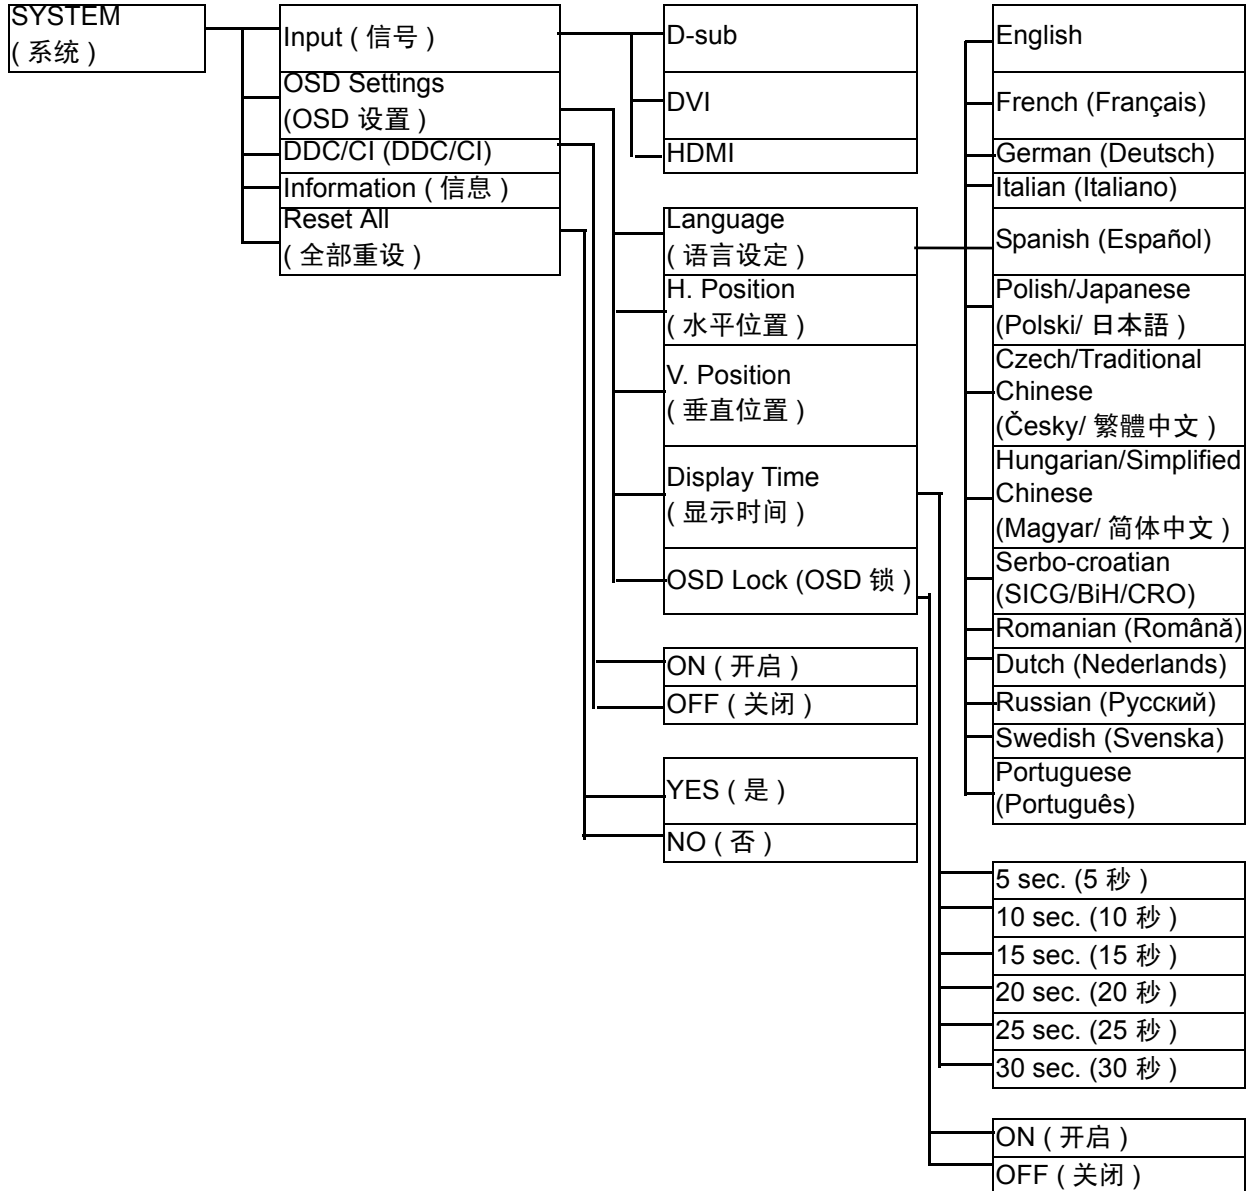 SYSTEM
( 系统 )
Input ( 信号 )
OSD Settings
(OSD 设置 )
DDC/CI (DDC/CI)
Information ( 信息 )
Reset All
( 全部重设 )
D-sub
DVI
HDMI
Language
( 语言设定 )
H. Position
( 水平位置 )
V. Position
( 垂直位置 )
Display Time
( 显示时间 )
OSD Lock (OSD 锁 )
ON ( 开启 )
OFF ( 关闭 )
YES ( 是 )
NO ( 否 )
English
French (Français)
German (Deutsch)
Italian (Italiano)
Spanish (Español)
Polish/Japanese
(Polski/ 日本語 )
Czech/Traditional
Chinese
(Česky/ 繁體中文 )
Hungarian/Simplified
Chinese
(Magyar/ 简体中文 )
Serbo-croatian
(SICG/BiH/CRO)
Romanian (Română)
Dutch (Nederlands)
Russian (Русский)
Swedish (Svenska)
Portuguese
(Português)
5 sec. (5 秒 )
10 sec. (10 秒 )
15 sec. (15 秒 )
20 sec. (20 秒 )
25 sec. (25 秒 )
30 sec. (30 秒 )
ON ( 开启 )
OFF ( 关闭 )